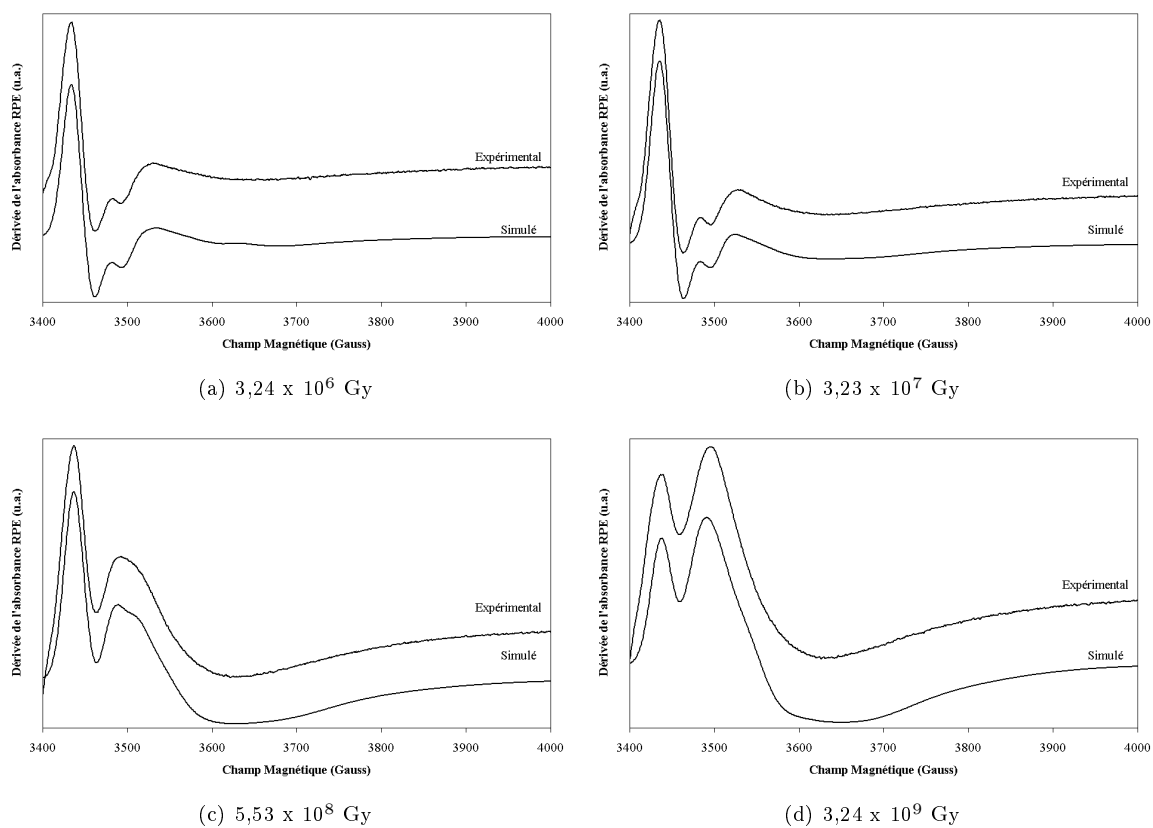 Dérivée de l'absorbance RPE (u.a.)
Expérimental
Simulé
3400 3500 3600 3700 3800 3900 4000
Champ Magnétique (Gauss)
(a) 3,24 x 10⁶ Gy
Dérivée de l'absorbance RPE (u.a.)
Expérimental
Simulé
3400 3500 3600 3700 3800 3900 4000
Champ Magnétique (Gauss)
(b) 3,23 x 10⁷ Gy
Dérivée de l'absorbance RPE (u.a.)
Expérimental
Simulé
3400 3500 3600 3700 3800 3900 4000
Champ Magnétique (Gauss)
(c) 5,53 x 10⁸ Gy
Dérivée de l'absorbance RPE (u.a.)
Expérimental
Simulé
3400 3500 3600 3700 3800 3900 4000
Champ Magnétique (Gauss)
(d) 3,24 x 10⁹ Gy